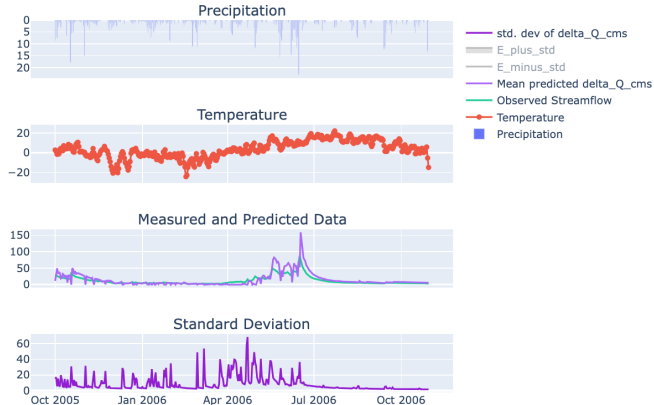 Precipitation
0
5
10
15
20
Temperature
20
0
−20
Measured and Predicted Data
150
100
50
0
Standard Deviation
60
40
20
0
Oct 2005 Jan 2006 Apr 2006 Jul 2006 Oct 2006
std. dev of delta_Q_cms
E_plus_std
E_minus_std
Mean predicted delta_Q_cms
Observed Streamflow
Temperature
Precipitation